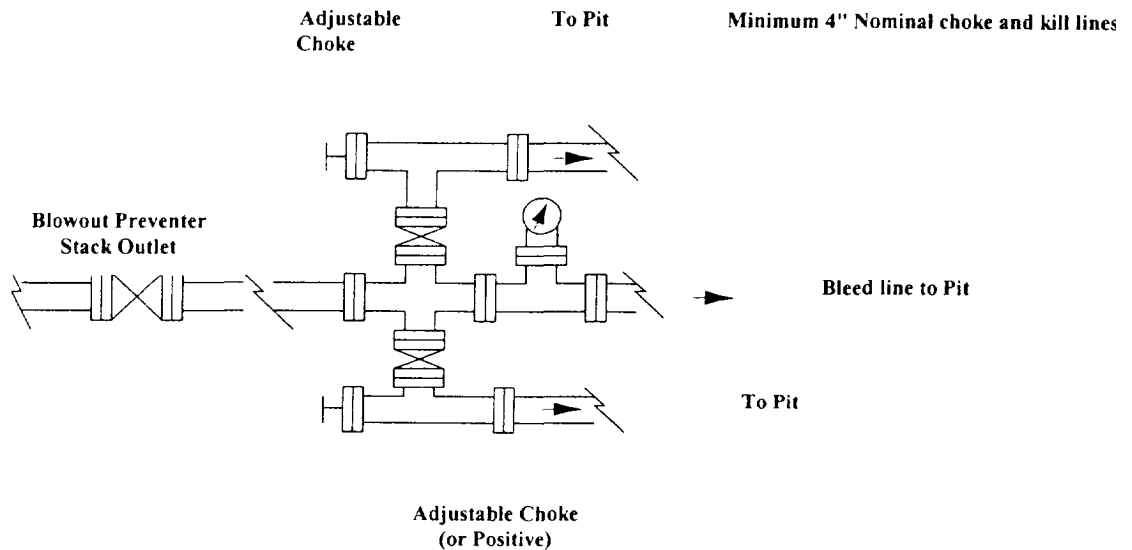 Adjustable
Choke
To Pit
Minimum 4" Nominal choke and kill lines
Blowout Preventer
Stack Outlet
Bleed line to Pit
To Pit
Adjustable Choke
(or Positive)